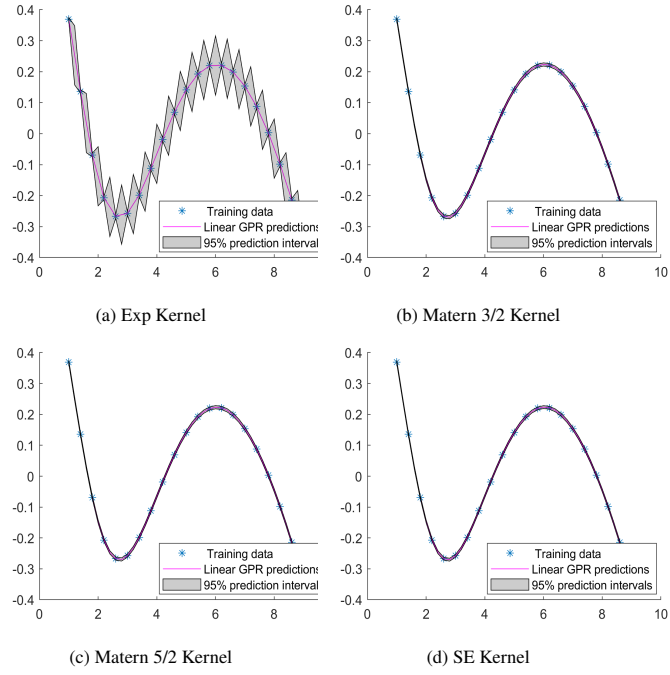 0.4
0.3
0.2
0.1
0
-0.1
-0.2
-0.3
-0.4
0 2 4 6 8
Training data
Linear GPR predictions
95% prediction intervals
(a) Exp Kernel
0.4
0.3
0.2
0.1
0
-0.1
-0.2
-0.3
-0.4
0 2 4 6 8 10
Training data
Linear GPR predictions
95% prediction intervals
(b) Matern 3/2 Kernel
0.4
0.3
0.2
0.1
0
-0.1
-0.2
-0.3
-0.4
0 2 4 6 8
Training data
Linear GPR predictions
95% prediction intervals
(c) Matern 5/2 Kernel
0.4
0.3
0.2
0.1
0
-0.1
-0.2
-0.3
-0.4
0 2 4 6 8 10
Training data
Linear GPR predictions
95% prediction intervals
(d) SE Kernel